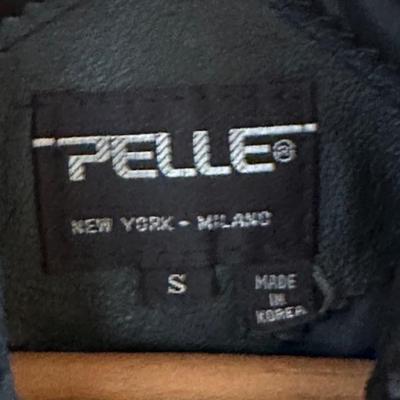 PELLE®
NEW YORK - MILANO
S
MADE
IN
KOREA